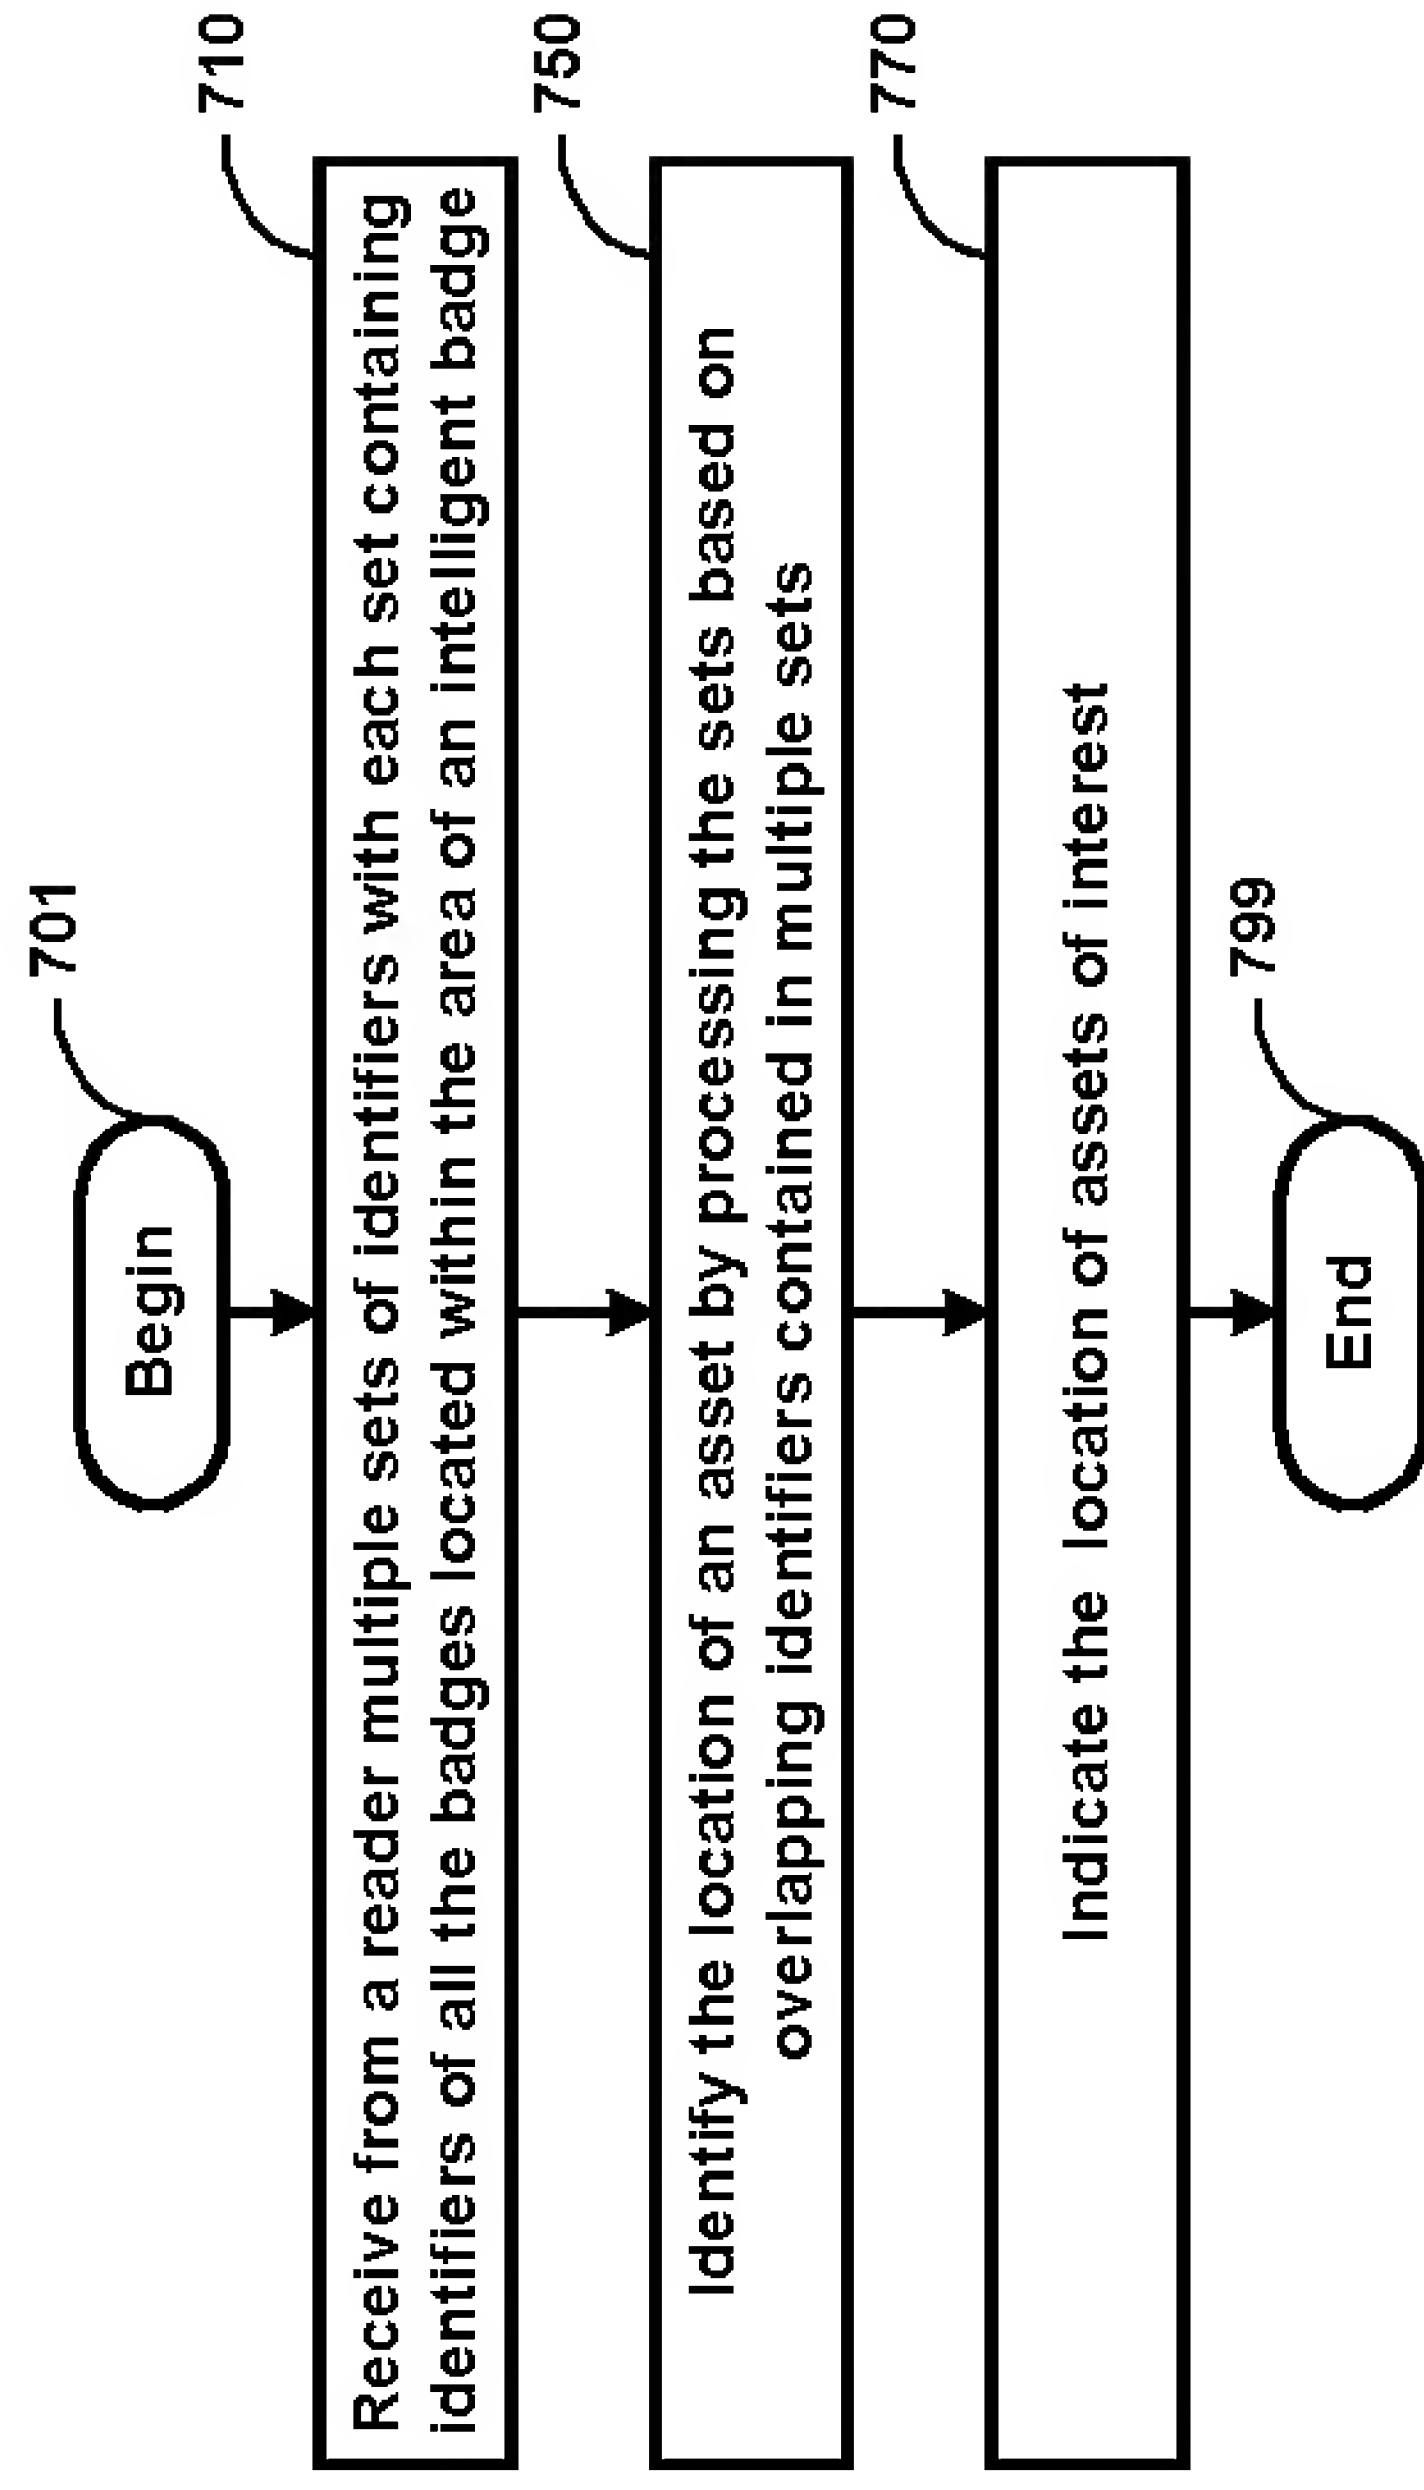 701
Begin
710
Receive from a reader multiple sets of identifiers with each set containing
identifiers of all the badges located within the area of an intelligent badge
750
Identify the location of an asset by processing the sets based on
overlapping identifiers contained in multiple sets
770
Indicate the location of assets of interest
799
End